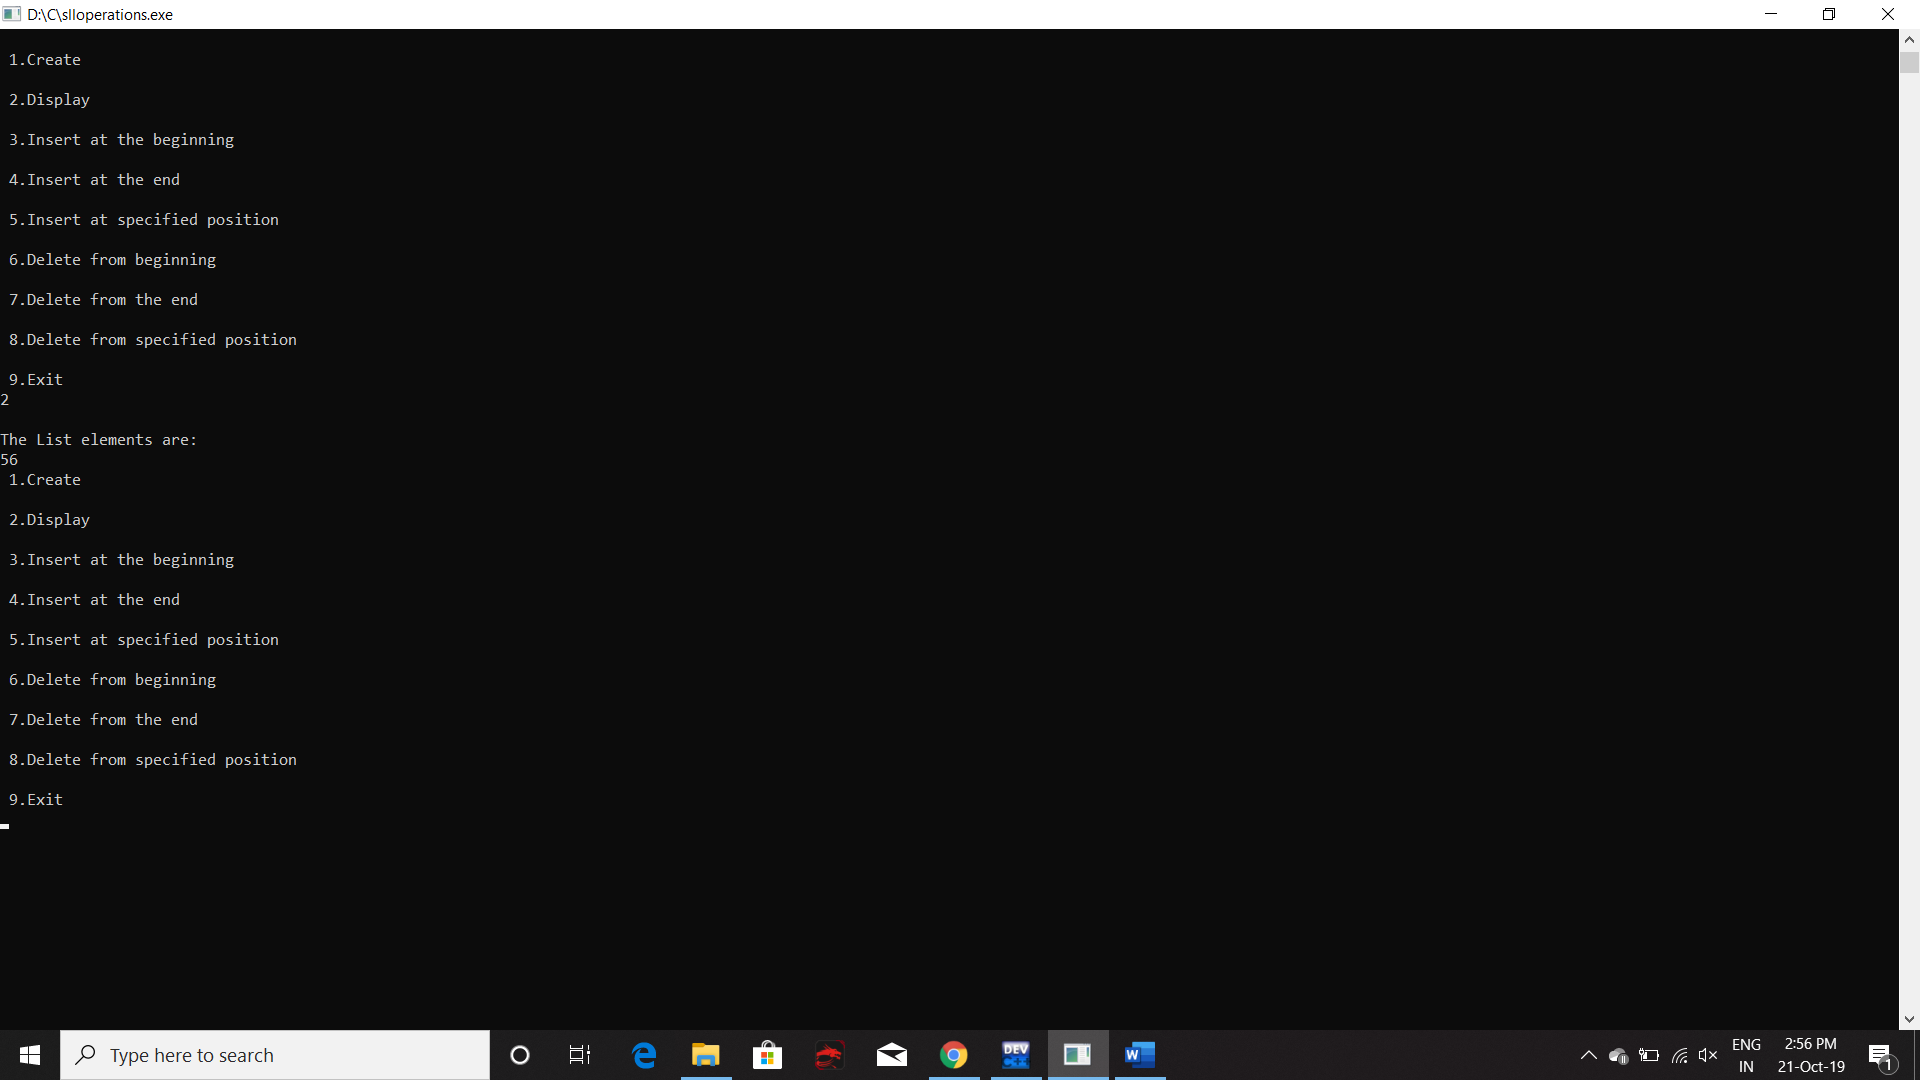 D:\C\slloperations.exe
1.Create
2.Display
3.Insert at the beginning
4.Insert at the end
5.Insert at specified position
6.Delete from beginning
7.Delete from the end
8.Delete from specified position
9.Exit
2
The List elements are:
56
1.Create
2.Display
3.Insert at the beginning
4.Insert at the end
5.Insert at specified position
6.Delete from beginning
7.Delete from the end
8.Delete from specified position
9.Exit
Type here to search
DEV
C++
W
ENG
IN
2:56 PM
21-Oct-19
1